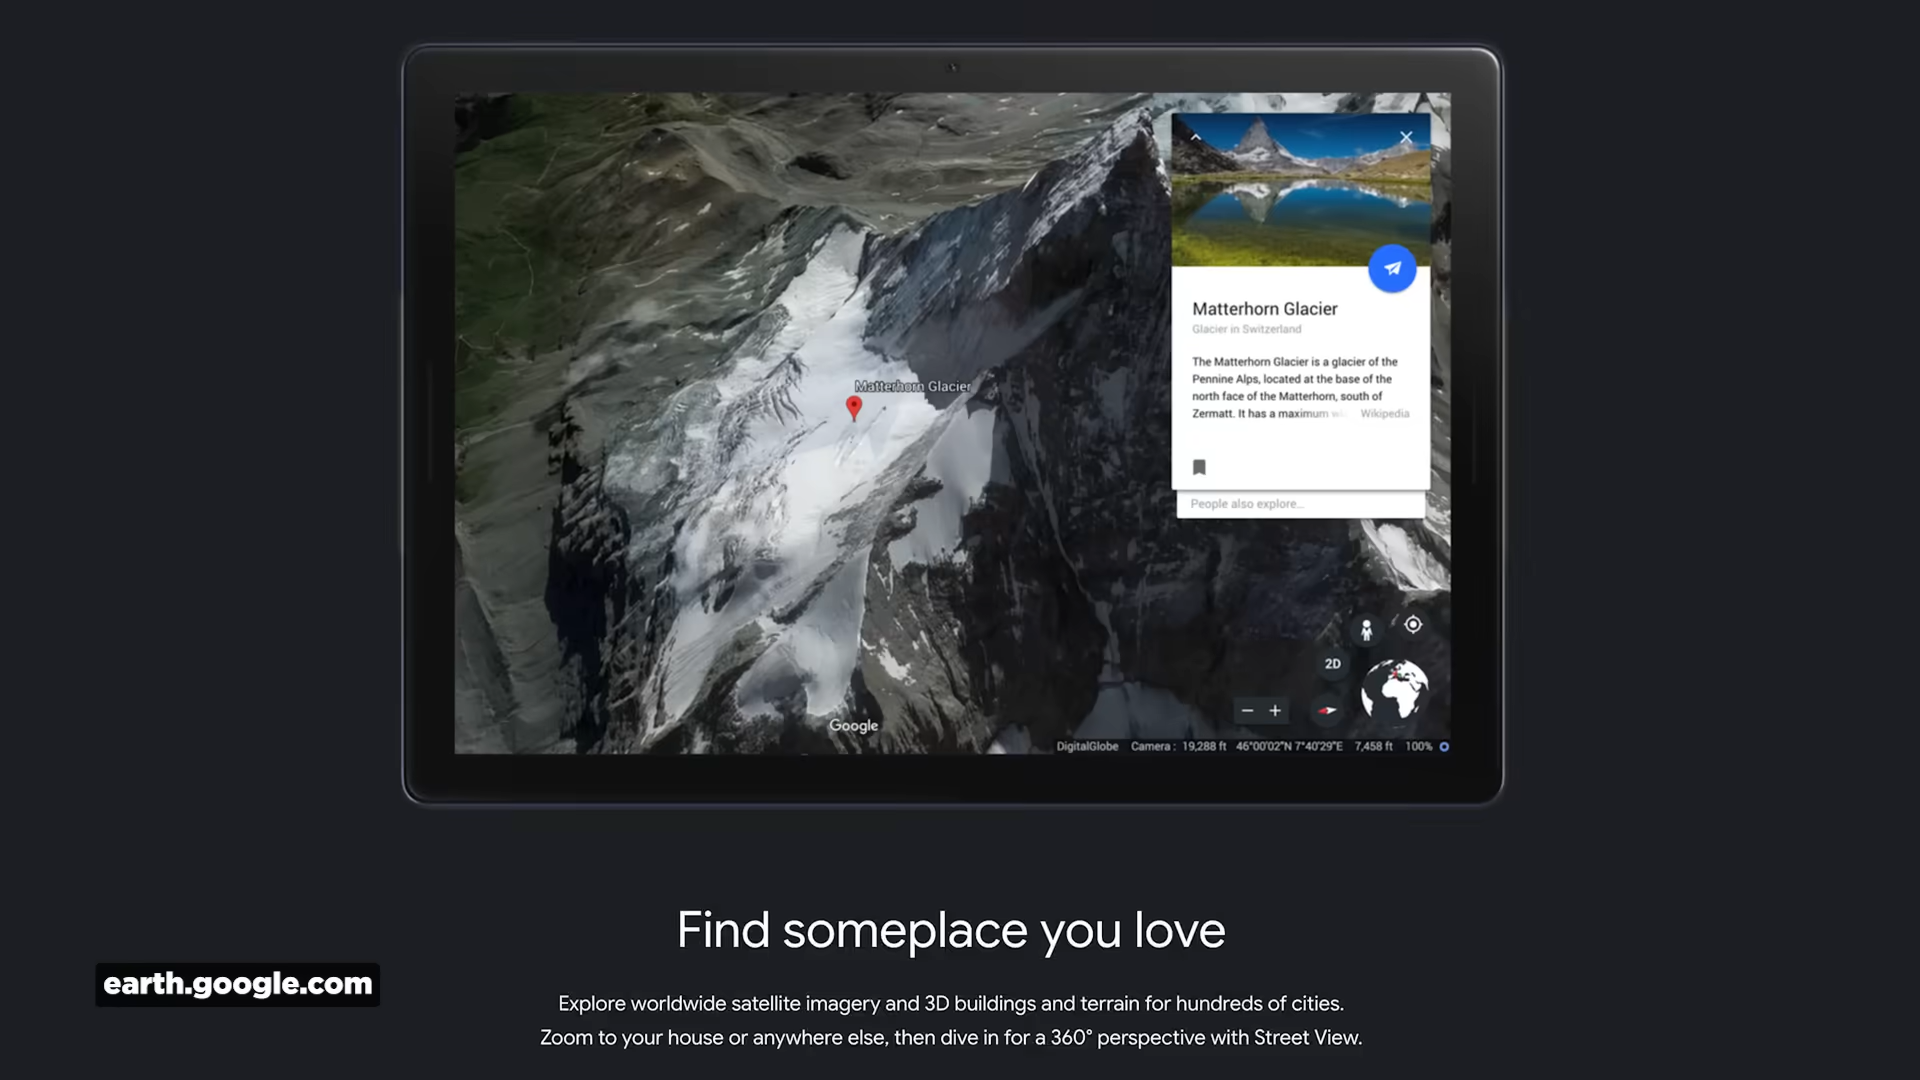 Matterhorn Glacier
Matterhorn Glacier
Glacier in Switzerland
The Matterhorn Glacier is a glacier of the
Pennine Alps, located at the base of the
north face of the Matterhorn, south of
Zermatt. It has a maximum Wikipedia
People also explore...
2D
Google
DigitalGlobe Camera : 19,288 ft 46°00'02"N 7°40'29"E 7,458 ft 100%
Find someplace you love
earth.google.com
Explore worldwide satellite imagery and 3D buildings and terrain for hundreds of cities.
Zoom to your house or anywhere else, then dive in for a 360° perspective with Street View.